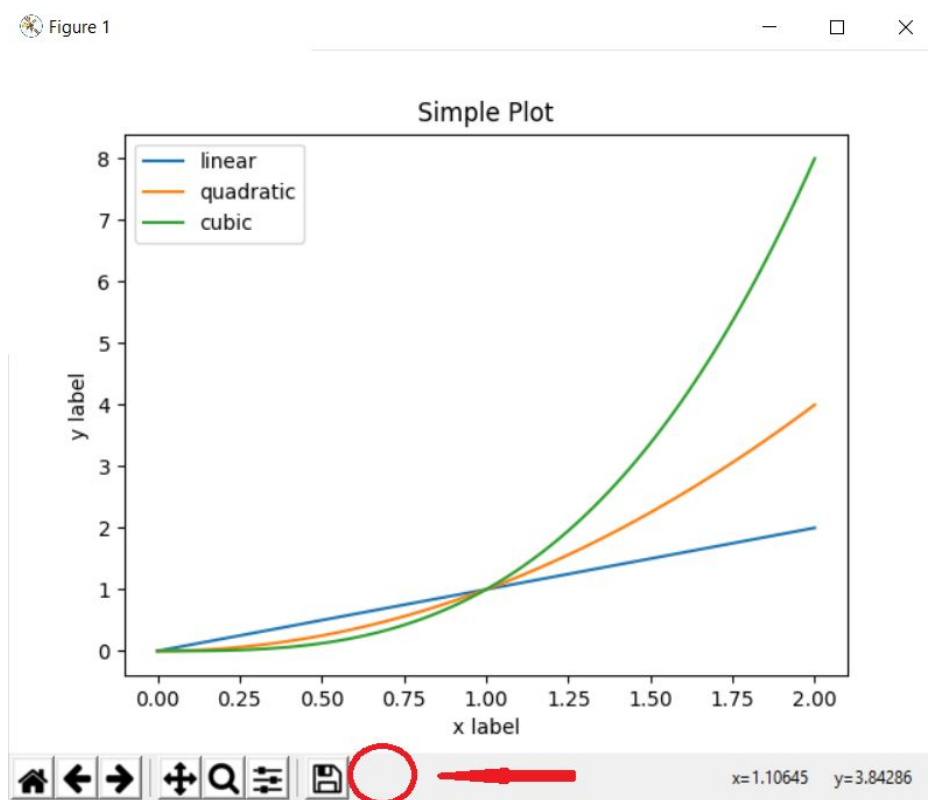 Figure 1
Simple Plot
linear
quadratic
cubic
8
7
6
5
4
3
2
1
0
y label
0.00 0.25 0.50 0.75 1.00 1.25 1.50 1.75 2.00
x label
x=1.10645 y=3.84286